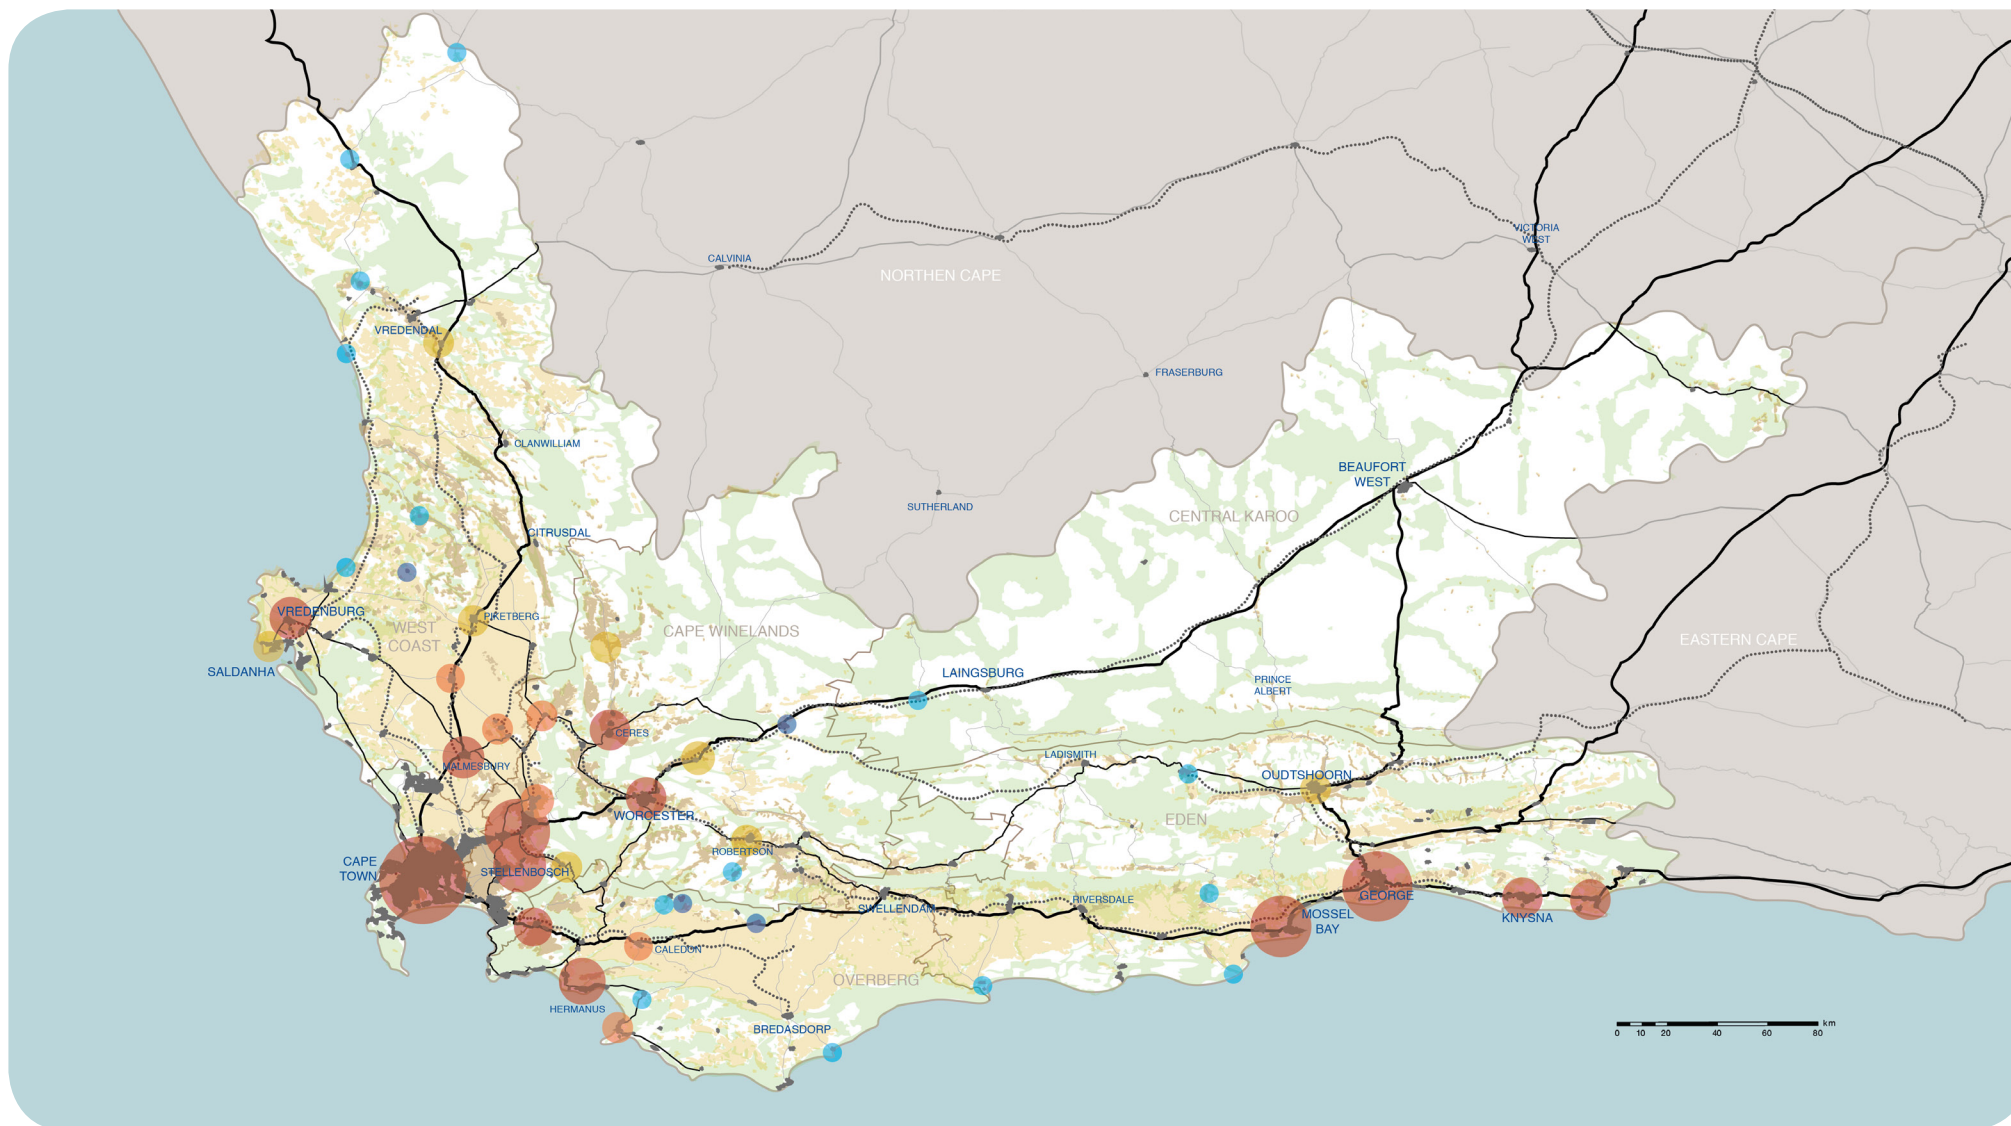 VICTORIA
WEST
CALVINIA
NORTHEN CAPE
VREDENDAL
FRASERBURG
CLANWILLIAM
BEAUFORT
WEST
SUTHERLAND
CENTRAL KAROO
CITRUSDAL
VREDENBURG
PIKETBERG
WEST
COAST
CAPE WINELANDS
EASTERN CAPE
SALDANHA
LAINGSBURG
PRINCE
ALBERT
CERES
MALMESBURY
LADISMITH
OUDTSHOORN
WORCESTER
EDEN
ROBERTSON
CAPE
TOWN
STELLENBOSCH
SWELLENDAM
RIVERSDALE
GEORGE
MOSSEL
BAY
KNYSNA
CALEDON
OVERBERG
HERMANUS
BREDASDORP
km
0 10 20 40 60 80